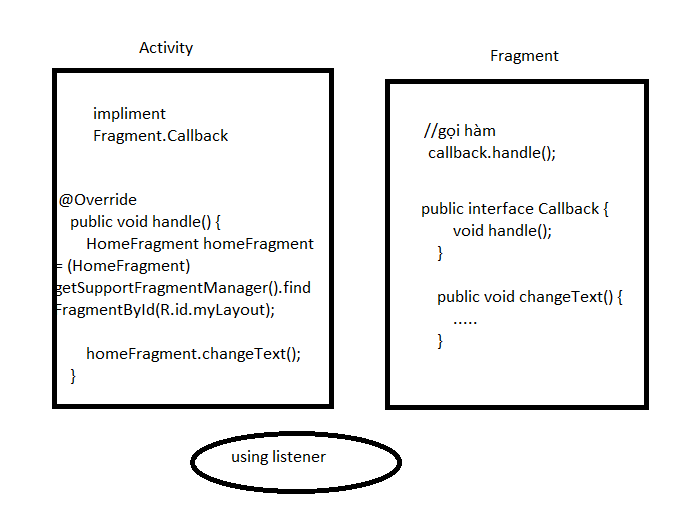 Activity
impliment
Fragment.Callback
@Override
public void handle() {
HomeFragment homeFragment
= (HomeFragment)
getSupportFragmentManager().find
FragmentById(R.id.myLayout);
homeFragment.changeText();
}
Fragment
//gọi hàm
callback.handle();
public interface Callback {
void handle();
}
public void changeText() {
.....
}
using listener